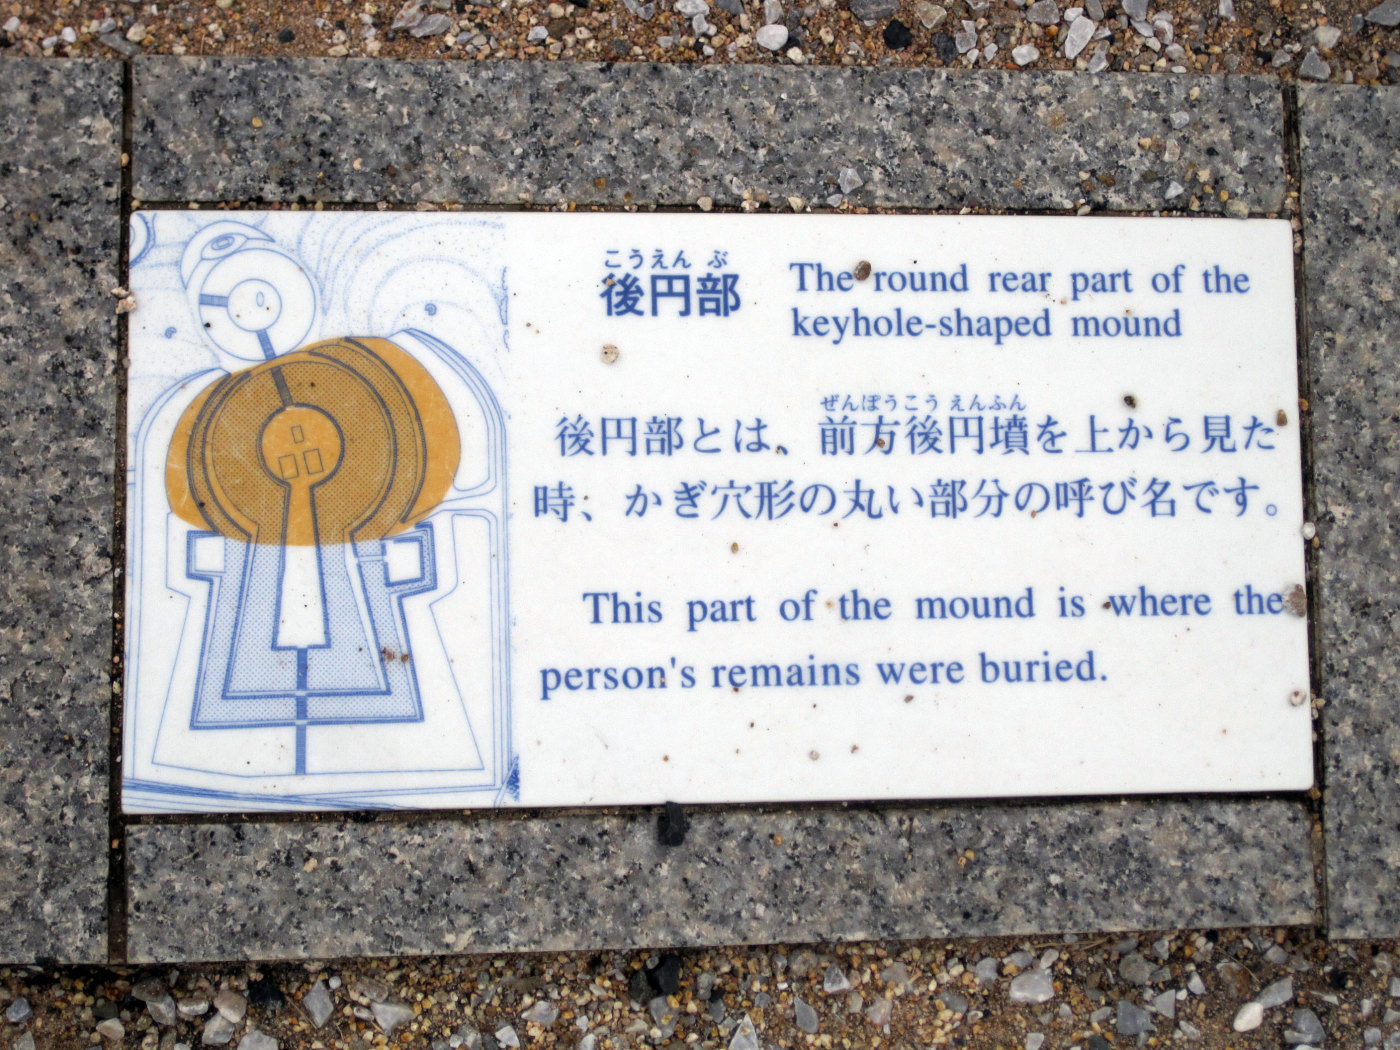 こうえん ぶ
後円部
The round rear part of the
keyhole-shaped mound
ぜんぽうこう えんふん
後円部とは、前方後円墳を上から見た
時、かぎ穴形の丸い部分の呼び名です。
This part of the mound is where the
person's remains were buried.